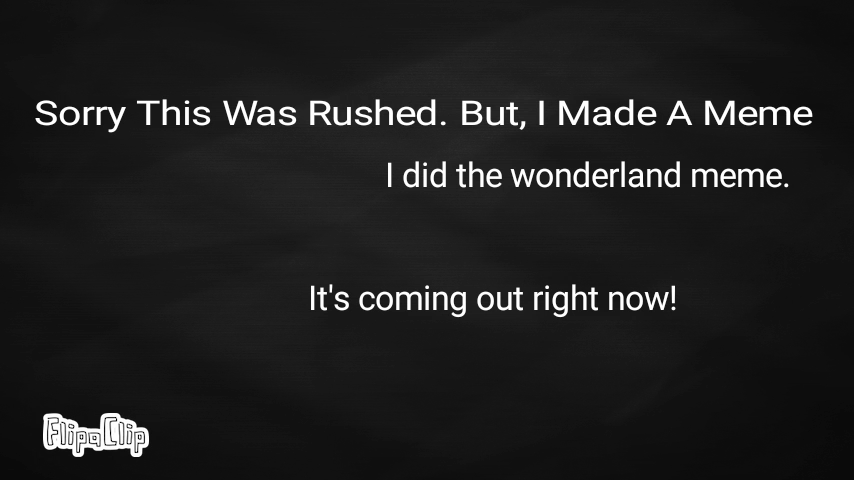 Sorry This Was Rushed. But, I Made A Meme
I did the wonderland meme.
It's coming out right now!
FlipaClip